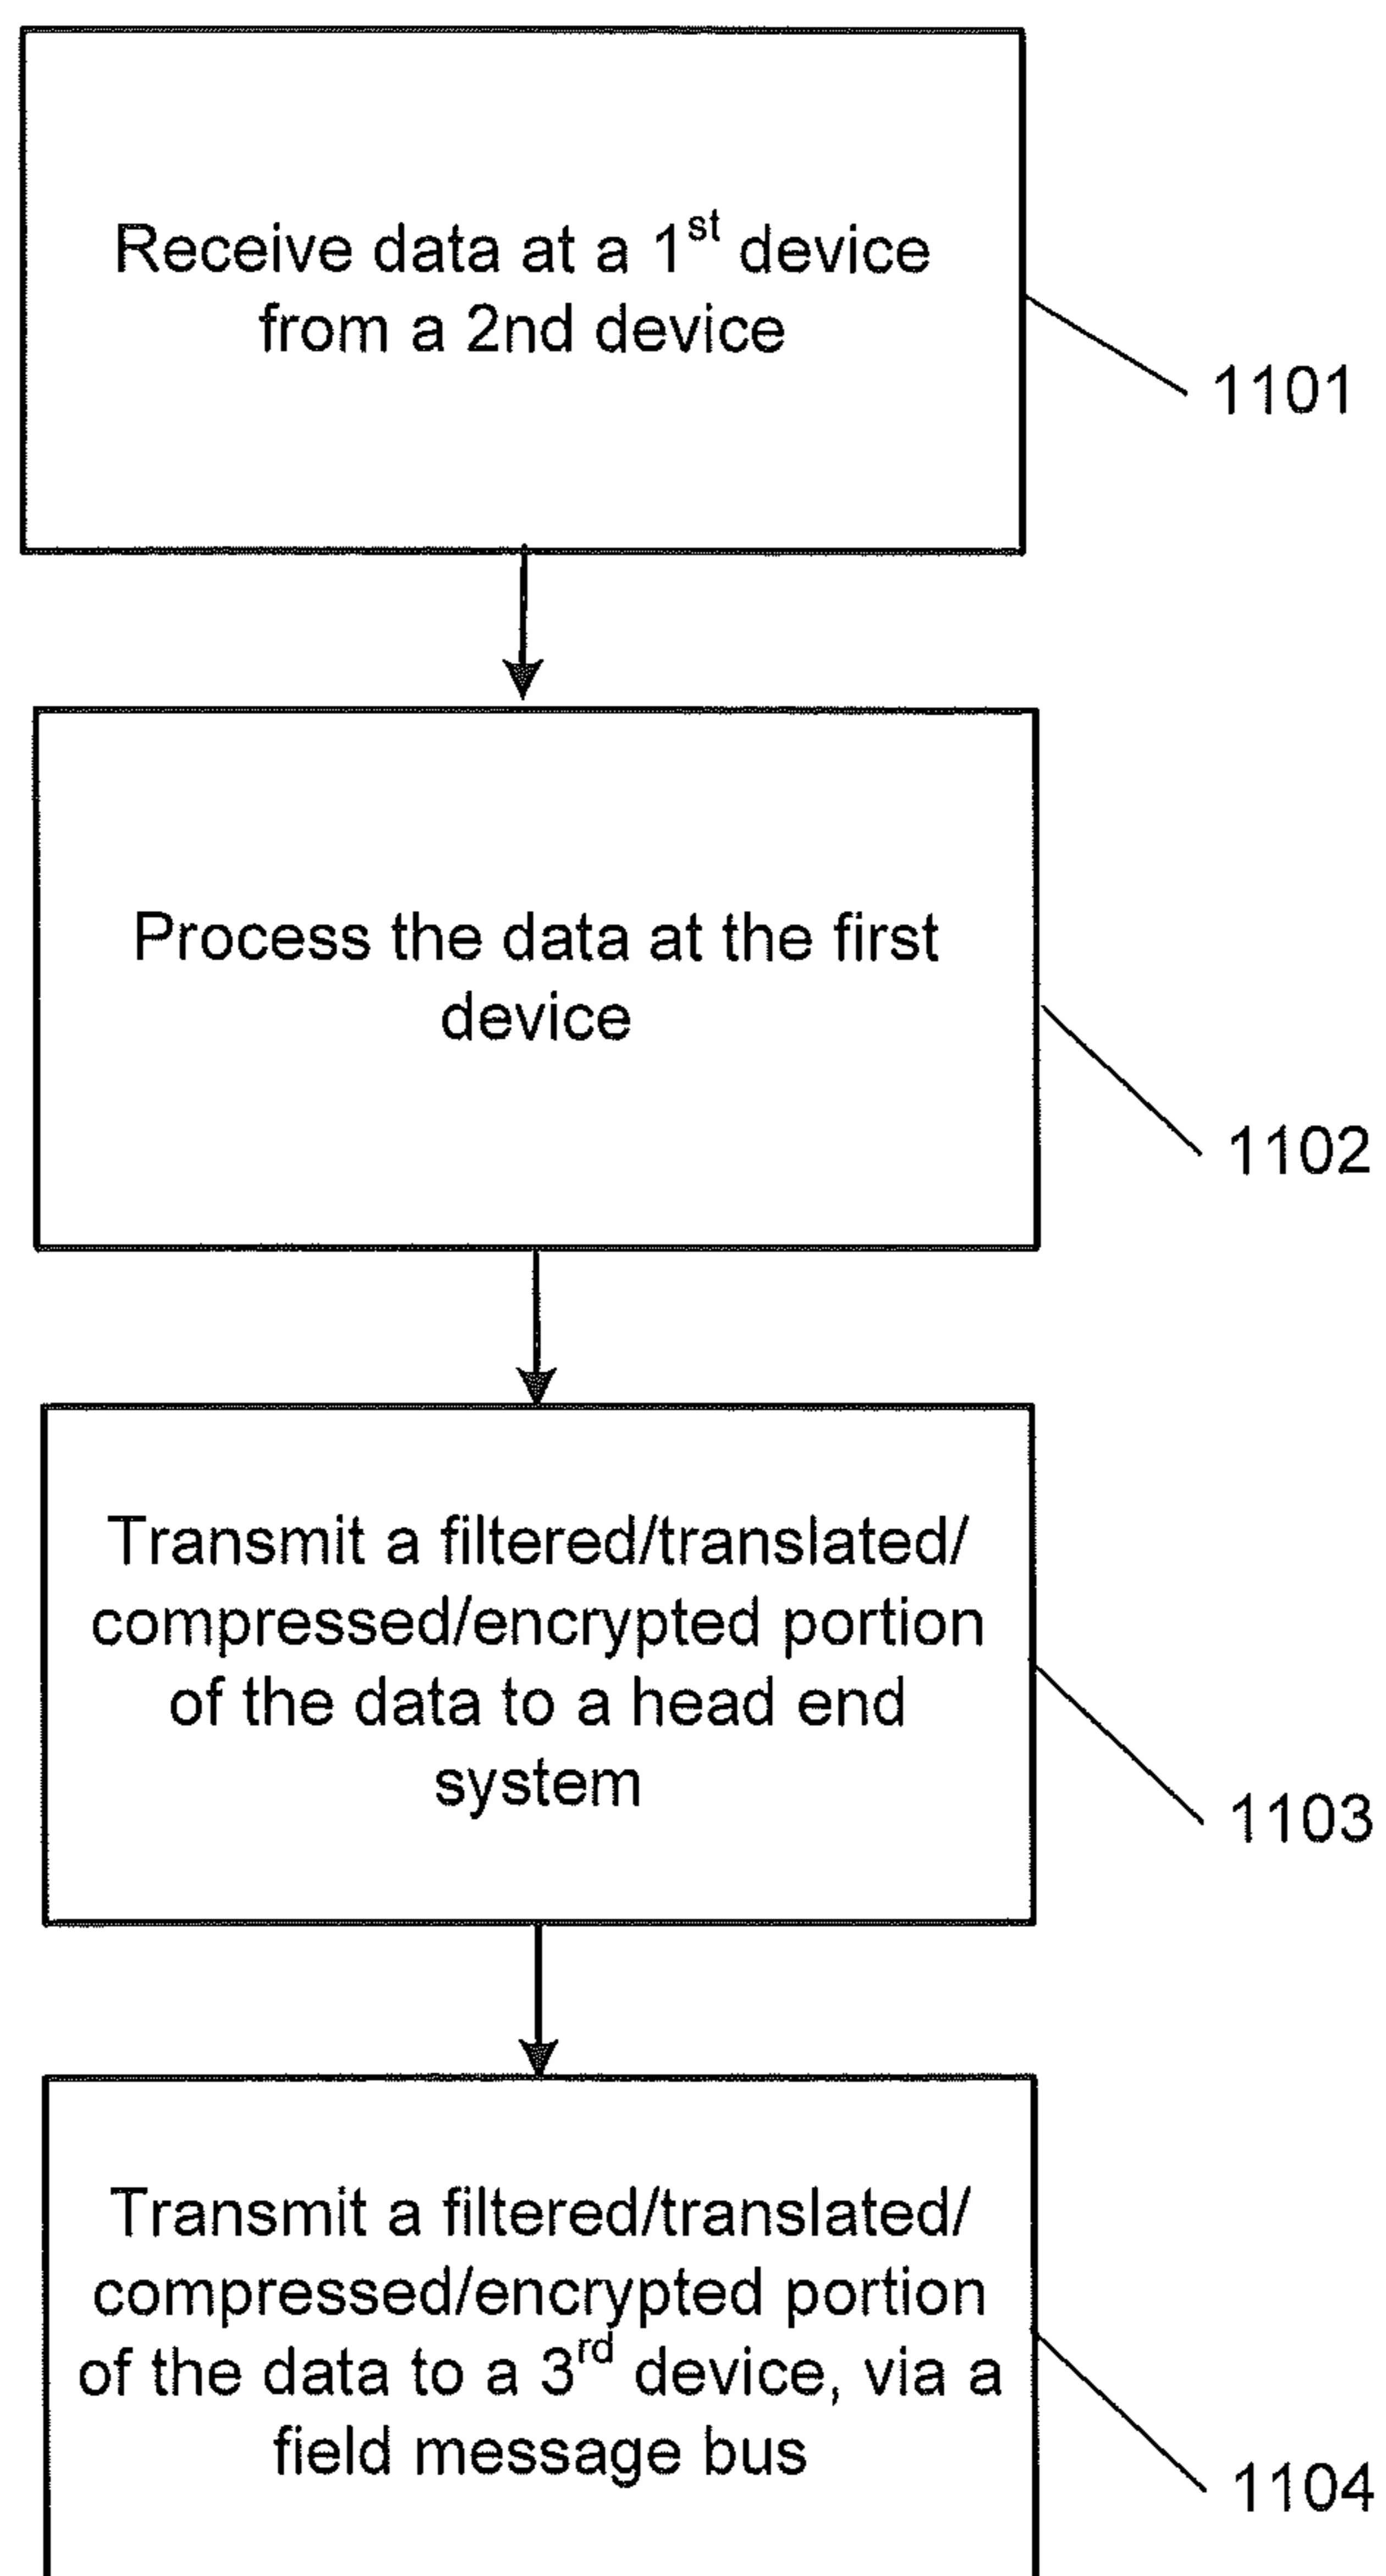 Receive data at a 1st device
from a 2nd device
1101
Process the data at the first
device
1102
Transmit a filtered/translated/
compressed/encrypted portion
of the data to a head end
system
1103
Transmit a filtered/translated/
compressed/encrypted portion
of the data to a 3rd device, via a
field message bus
1104